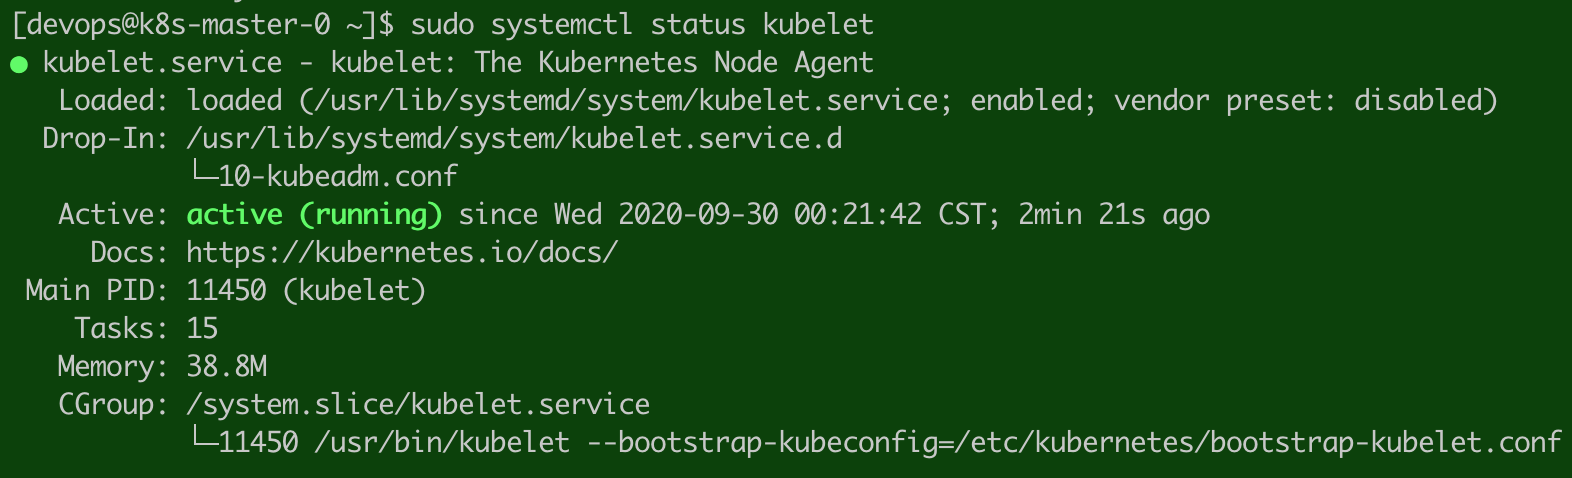 [devops@k8s-master-0 ~]$ sudo systemctl status kubelet
● kubelet.service - kubelet: The Kubernetes Node Agent
   Loaded: loaded (/usr/lib/systemd/system/kubelet.service; enabled; vendor preset: disabled)
  Drop-In: /usr/lib/systemd/system/kubelet.service.d
           └─10-kubeadm.conf
   Active: active (running) since Wed 2020-09-30 00:21:42 CST; 2min 21s ago
     Docs: https://kubernetes.io/docs/
 Main PID: 11450 (kubelet)
    Tasks: 15
   Memory: 38.8M
   CGroup: /system.slice/kubelet.service
           └─11450 /usr/bin/kubelet --bootstrap-kubeconfig=/etc/kubernetes/bootstrap-kubelet.conf